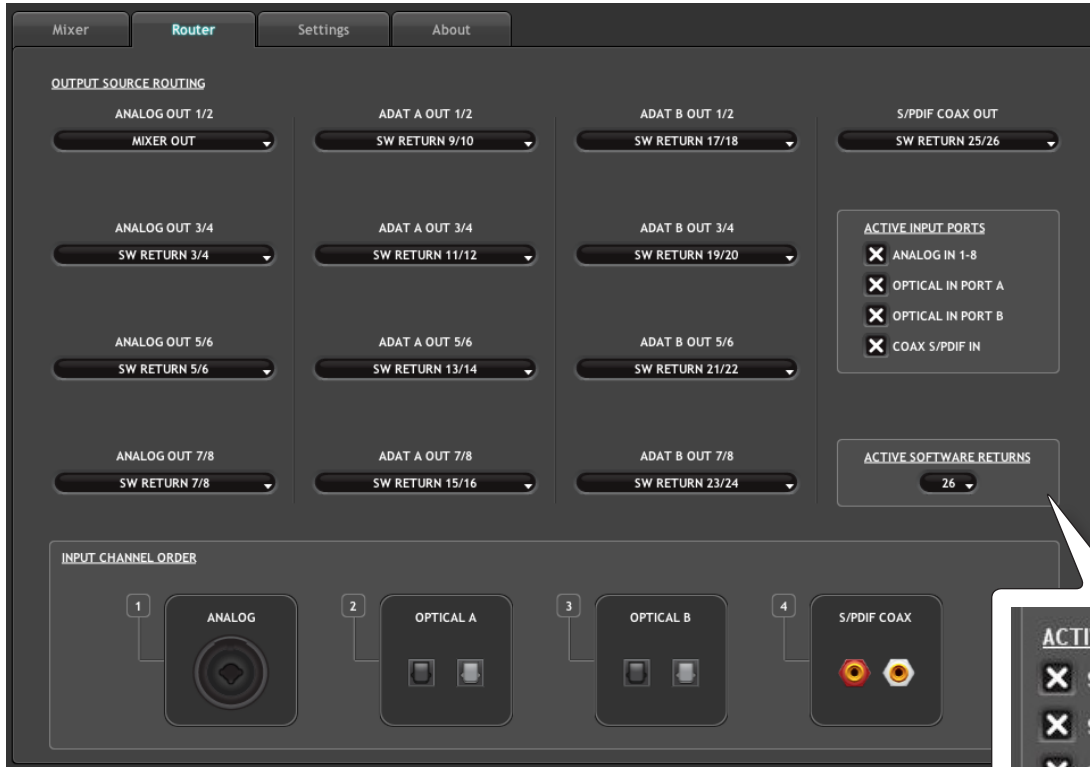 Mixer
Router
Settings
About
OUTPUT SOURCE ROUTING
ANALOG OUT 1/2
MIXER OUT
ADAT A OUT 1/2
SW RETURN 9/10
ADAT B OUT 1/2
SW RETURN 17/18
S/PDIF COAX OUT
SW RETURN 25/26
ANALOG OUT 3/4
SW RETURN 3/4
ADAT A OUT 3/4
SW RETURN 11/12
ADAT B OUT 3/4
SW RETURN 19/20
ACTIVE INPUT PORTS
ANALOG IN 1-8
OPTICAL IN PORT A
OPTICAL IN PORT B
COAX S/PDIF IN
ANALOG OUT 5/6
SW RETURN 5/6
ADAT A OUT 5/6
SW RETURN 13/14
ADAT B OUT 5/6
SW RETURN 21/22
ANALOG OUT 7/8
SW RETURN 7/8
ADAT A OUT 7/8
SW RETURN 15/16
ADAT B OUT 7/8
SW RETURN 23/24
ACTIVE SOFTWARE RETURNS
26
INPUT CHANNEL ORDER
1
ANALOG
2
OPTICAL A
3
OPTICAL B
4
S/PDIF COAX